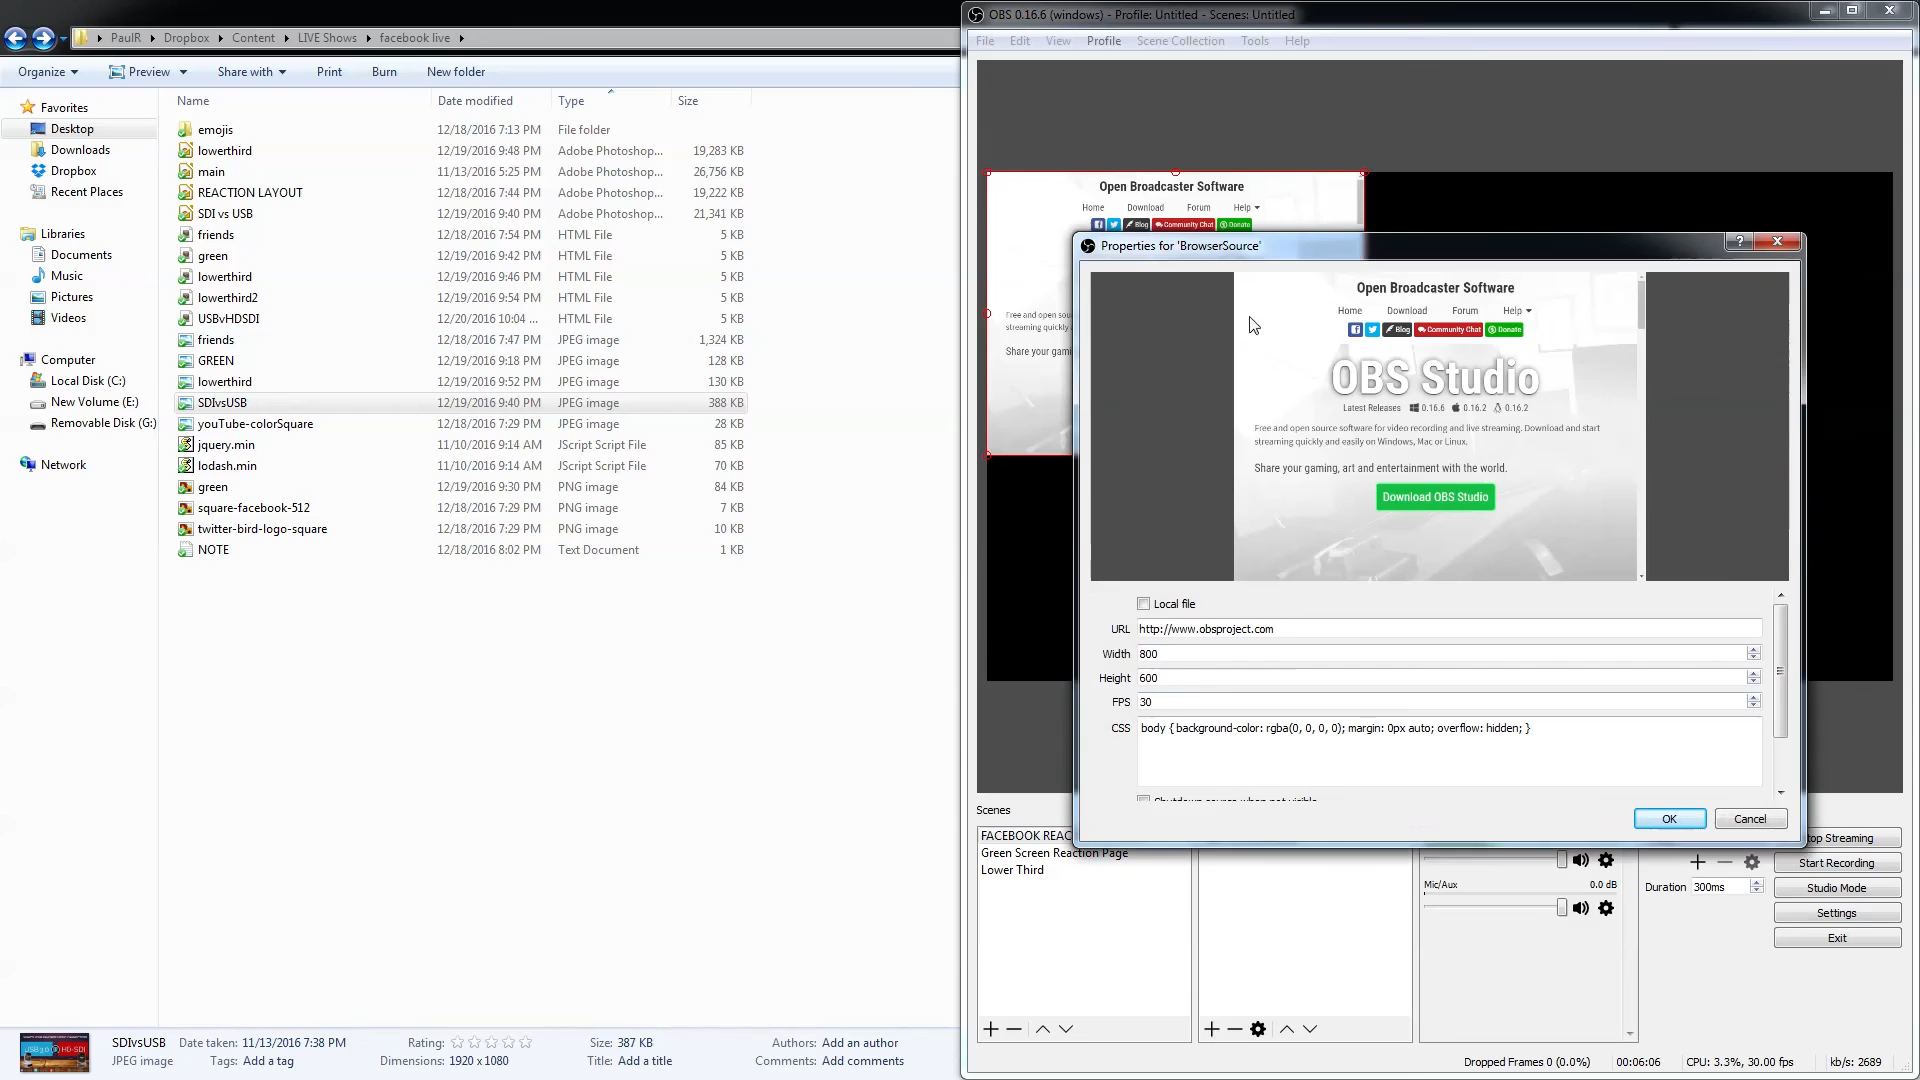 PaulR Dropbox Content LIVE Shows facebook live
Organize Preview Share with Print Burn New folder
Favorites
Desktop
Downloads
Dropbox
Recent Places
Libraries
Documents
Music
Pictures
Videos
Computer
Local Disk (C:)
New Volume (E:)
Removable Disk (G:)
Network
Name Date modified Type Size
emojis 12/18/2016 7:13 PM File folder
lowerthird 12/19/2016 9:48 PM Adobe Photoshop... 19,283 KB
main 11/13/2016 5:25 PM Adobe Photoshop... 26,756 KB
REACTION LAYOUT 12/18/2016 7:44 PM Adobe Photoshop... 19,222 KB
SDI vs USB 12/19/2016 9:40 PM Adobe Photoshop... 21,341 KB
friends 12/18/2016 7:54 PM HTML File 5 KB
green 12/19/2016 9:42 PM HTML File 5 KB
lowerthird 12/19/2016 9:46 PM HTML File 5 KB
lowerthird2 12/19/2016 9:54 PM HTML File 5 KB
USBvHDSDI 12/20/2016 10:04 ... HTML File 5 KB
friends 12/18/2016 7:47 PM JPEG image 1,324 KB
GREEN 12/19/2016 9:18 PM JPEG image 128 KB
lowerthird 12/19/2016 9:52 PM JPEG image 130 KB
SDIvsUSB 12/19/2016 9:40 PM JPEG image 388 KB
youTube-colorSquare 12/18/2016 7:29 PM JPEG image 28 KB
jquery.min 11/10/2016 9:14 AM JScript Script File 85 KB
lodash.min 11/10/2016 9:14 AM JScript Script File 70 KB
green 12/19/2016 9:30 PM PNG image 84 KB
square-facebook-512 12/18/2016 7:29 PM PNG image 7 KB
twitter-bird-logo-square 12/18/2016 7:29 PM PNG image 10 KB
NOTE 12/18/2016 8:02 PM Text Document 1 KB
SDIvsUSB Date taken: 11/13/2016 7:38 PM Rating: Size: 387 KB Authors: Add an author
JPEG image Tags: Add a tag Dimensions: 1920 x 1080 Title: Add a title Comments: Add comments
OBS 0.16.6 (windows) - Profile: Untitled - Scenes: Untitled
File Edit View Profile Scene Collection Tools Help
Open Broadcaster Software
Home Download Forum Help
Blog Community Chat Donate
Free and open sour
streaming quickly a
Share your gami
Properties for 'BrowserSource'
Open Broadcaster Software
Home Download Forum Help
Blog Community Chat Donate
OBS Studio
Latest Releases 0.16.6 0.16.2 0.16.2
Free and open source software for video recording and live streaming. Download and start
streaming quickly and easily on Windows, Mac or Linux.
Share your gaming, art and entertainment with the world.
Download OBS Studio
Local file
URL http://www.obsproject.com
Width 800
Height 600
FPS 30
CSS body { background-color: rgba(0, 0, 0, 0); margin: 0px auto; overflow: hidden; }
Shutdown source when not visible
OK Cancel
Scenes
FACEBOOK REAC
Green Screen Reaction Page
Lower Third
Mic/Aux 0.0 dB
Duration 300ms
top Streaming
Start Recording
Studio Mode
Settings
Exit
Dropped Frames 0 (0.0%) 00:06:06 CPU: 3.3%, 30.00 fps kb/s: 2689